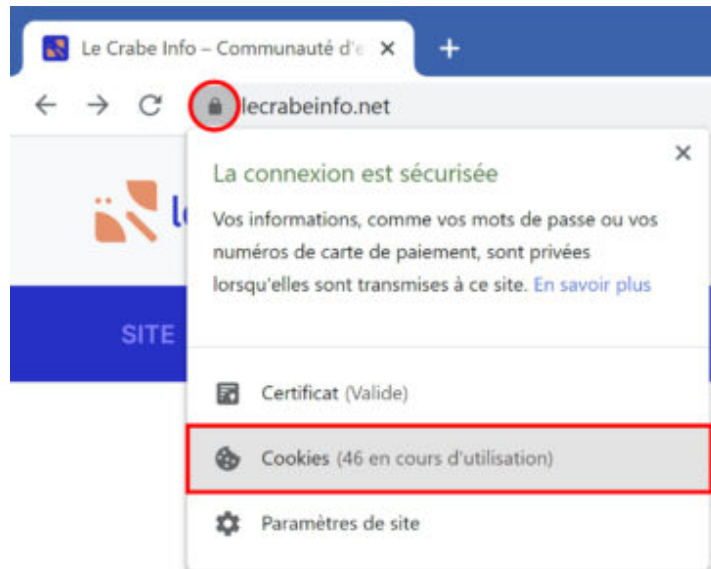 Le Crabe Info – Communauté d'e
lecrabeinfo.net
La connexion est sécurisée
Vos informations, comme vos mots de passe ou vos
numéros de carte de paiement, sont privées
lorsqu'elles sont transmises à ce site. En savoir plus
SITE
Certificat (Valide)
Cookies (46 en cours d'utilisation)
Paramètres de site